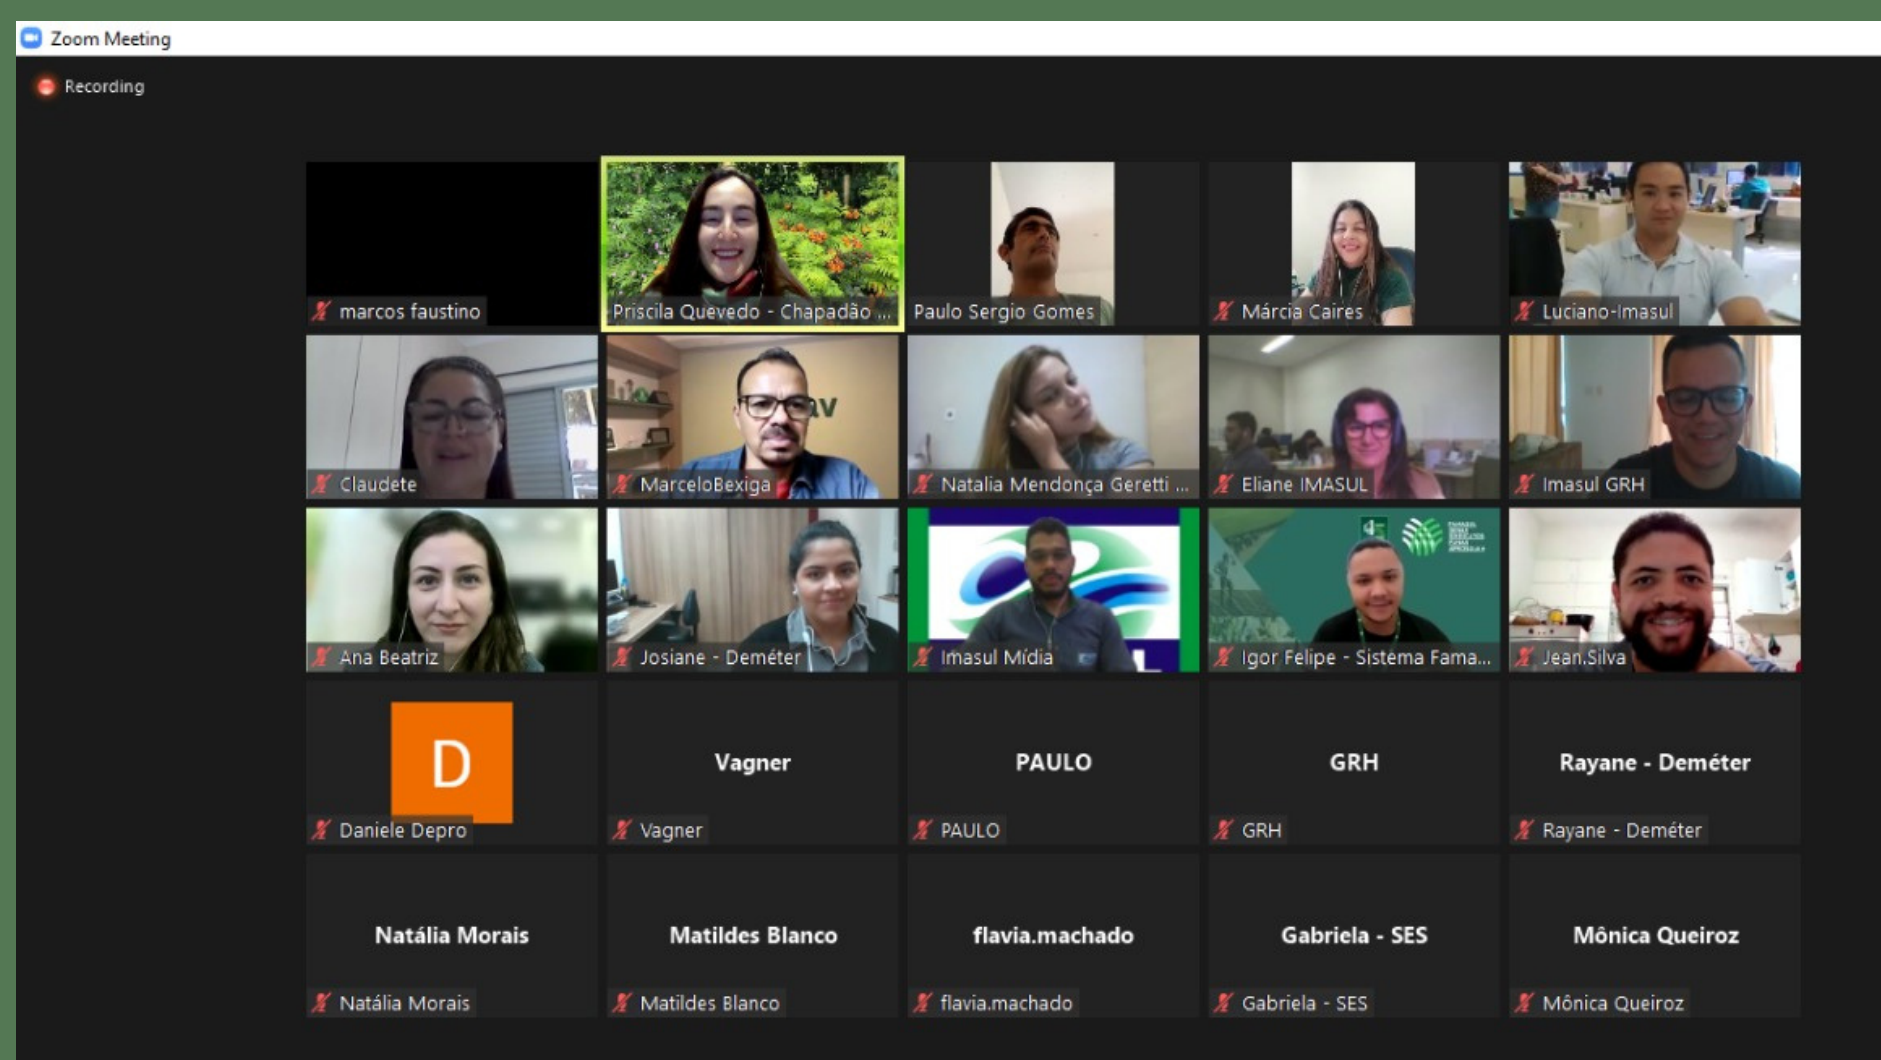 Zoom Meeting
Recording
marcos faustino
Priscila Quevedo - Chapadão ...
Paulo Sergio Gomes
Márcia Caires
Luciano-Imasul
Claudete
av
MarceloBexiga
Natalia Mendonça Geretti ...
Eliane IMASUL
Imasul GRH
Ana Beatriz
Josiane - Deméter
L
Imasul Mídia
Igor Felipe - Sistema Fama...
Jean.Silva
D
Daniele Depro
Vagner
Vagner
PAULO
PAULO
GRH
GRH
Rayane - Deméter
Rayane - Deméter
Natália Morais
Natália Morais
Matildes Blanco
Matildes Blanco
flavia.machado
flavia.machado
Gabriela - SES
Gabriela - SES
Mônica Queiroz
Mônica Queiroz